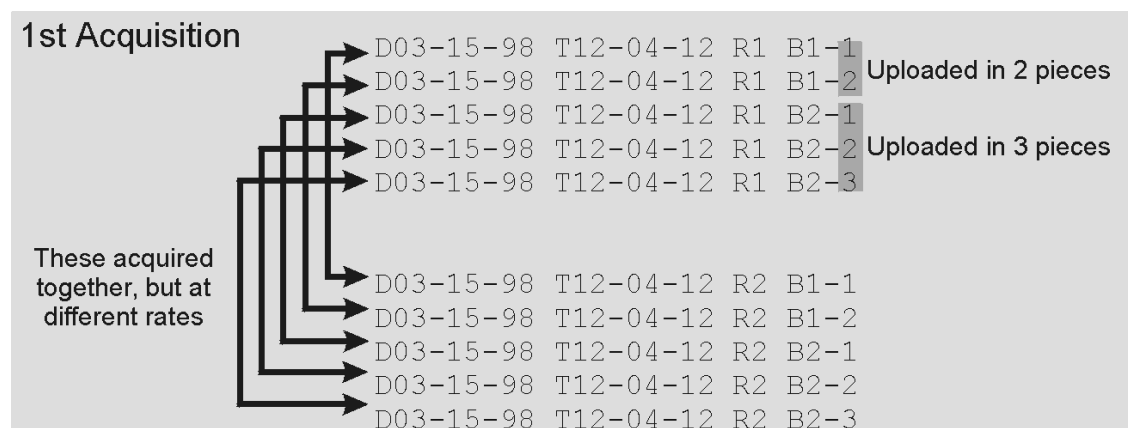 1st Acquisition
D03-15-98 T12-04-12 R1 B1-1
D03-15-98 T12-04-12 R1 B1-2
Uploaded in 2 pieces
D03-15-98 T12-04-12 R1 B2-1
D03-15-98 T12-04-12 R1 B2-2
D03-15-98 T12-04-12 R1 B2-3
Uploaded in 3 pieces
These acquired
together, but at
different rates
D03-15-98 T12-04-12 R2 B1-1
D03-15-98 T12-04-12 R2 B1-2
D03-15-98 T12-04-12 R2 B2-1
D03-15-98 T12-04-12 R2 B2-2
D03-15-98 T12-04-12 R2 B2-3